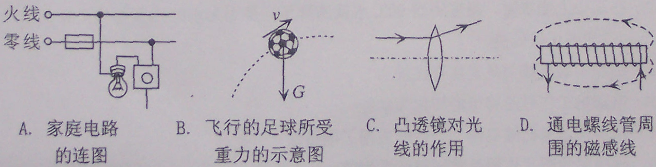 火线
零线
v
G
A. 家庭电路的连图
B. 飞行的足球所受重力的示意图
C. 凸透镜对光线的作用
D. 通电螺线管周围的磁感线